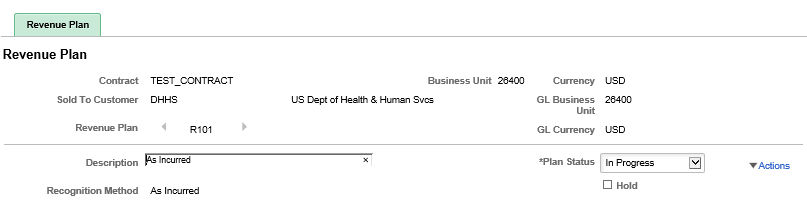 Revenue Plan
Revenue Plan
Contract TEST_CONTRACT Business Unit 26400 Currency USD
Sold To Customer DHHS US Dept of Health & Human Svcs GL Business Unit 26400
Revenue Plan R101 GL Currency USD
Description As Incurred × *Plan Status In Progress Actions
Hold
Recognition Method As Incurred